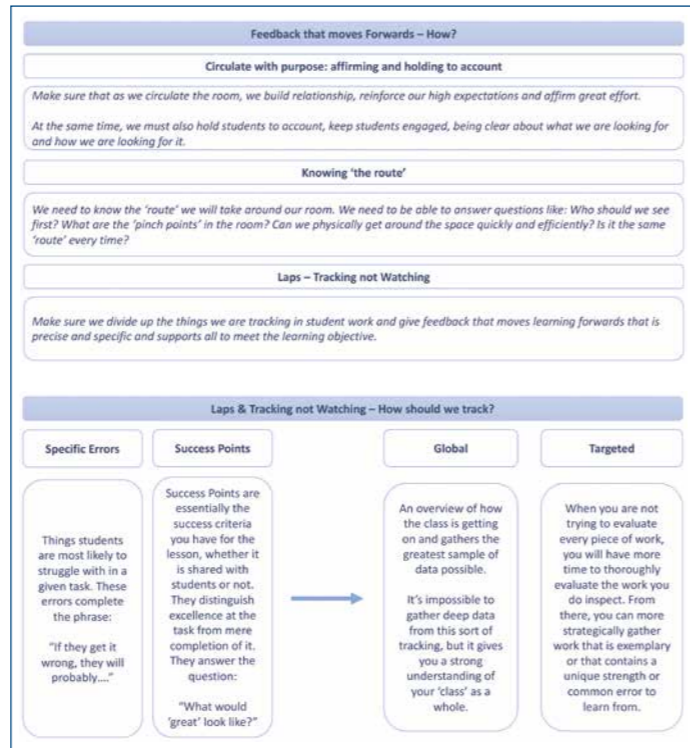 Feedback that moves Forwards – How?
Circulate with purpose: affirming and holding to account
Make sure that as we circulate the room, we build relationship, reinforce our high expectations and affirm great effort.
At the same time, we must also hold students to account, keep students engaged, being clear about what we are looking for
and how we are looking for it.
Knowing ‘the route’
We need to know the ‘route’ we will take around our room. We need to be able to answer questions like: Who should we see
first? What are the ‘pinch points’ in the room? Can we physically get around the space quickly and efficiently? Is it the same
‘route’ every time?
Laps – Tracking not Watching
Make sure we divide up the things we are tracking in student work and give feedback that moves learning forwards that is
precise and specific and supports all to meet the learning objective.
Laps & Tracking not Watching – How should we track?
Specific Errors
Things students
are most likely to
struggle with in a
given task. These
errors complete
the phrase:
"If they get it
wrong, they will
probably...."
Success Points
Success Points are
essentially the
success criteria
you have for the
lesson, whether it
is shared with
students or not.
They distinguish
excellence at the
task from mere
completion of it.
They answer the
question:
"What would
‘great’ look like?"
Global
An overview of how
the class is getting
on and gathers the
greatest sample of
data possible.
It's impossible to
gather deep data
from this sort of
tracking, but it gives
you a strong
understanding of
your ‘class’ as a
whole.
Targeted
When you are not
trying to evaluate
every piece of work,
you will have more
time to thoroughly
evaluate the work you
do inspect. From
there, you can more
strategically gather
work that is exemplary
or that contains a
unique strength or
common error to
learn from.